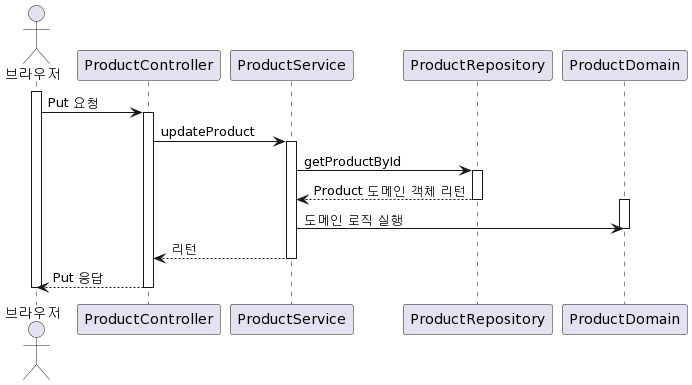 브라우저
ProductController
ProductService
ProductRepository
ProductDomain
Put 요청
updateProduct
getProductById
Product 도메인 객체 리턴
도메인 로직 실행
리턴
Put 응답
브라우저
ProductController
ProductService
ProductRepository
ProductDomain